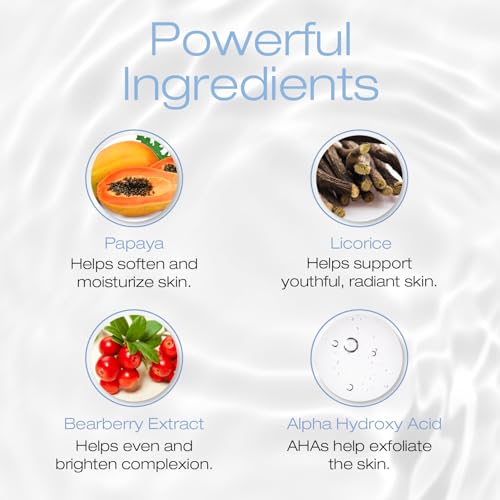 Powerful
Ingredients
Papaya
Helps soften and
moisturize skin.
Licorice
Helps support
youthful, radiant skin.
Bearberry Extract
Helps even and
brighten complexion.
Alpha Hydroxy Acid
AHAs help exfoliate
the skin.